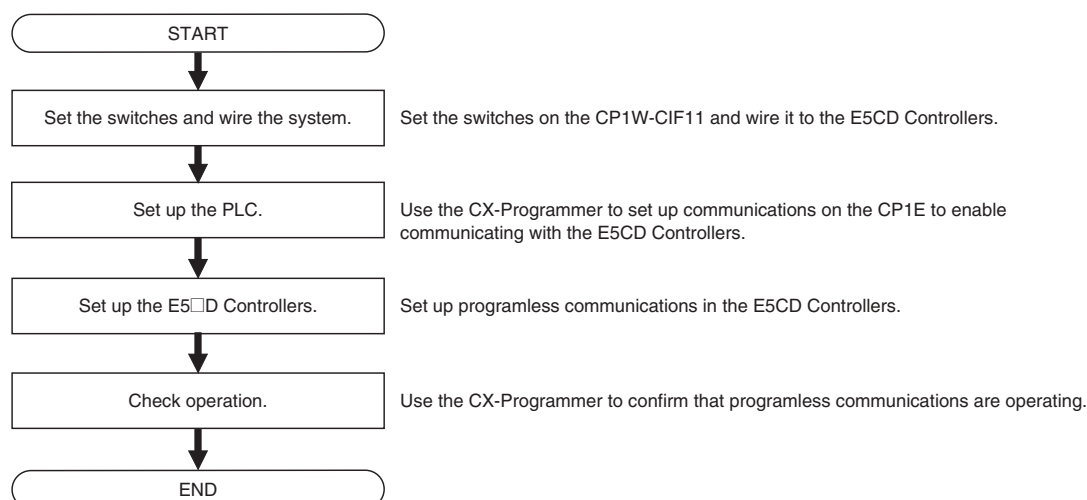 START
Set the switches and wire the system.
Set the switches on the CP1W-CIF11 and wire it to the E5CD Controllers.
Set up the PLC.
Use the CX-Programmer to set up communications on the CP1E to enable
communicating with the E5CD Controllers.
Set up the E5□D Controllers.
Set up programless communications in the E5CD Controllers.
Check operation.
Use the CX-Programmer to confirm that programless communications are operating.
END